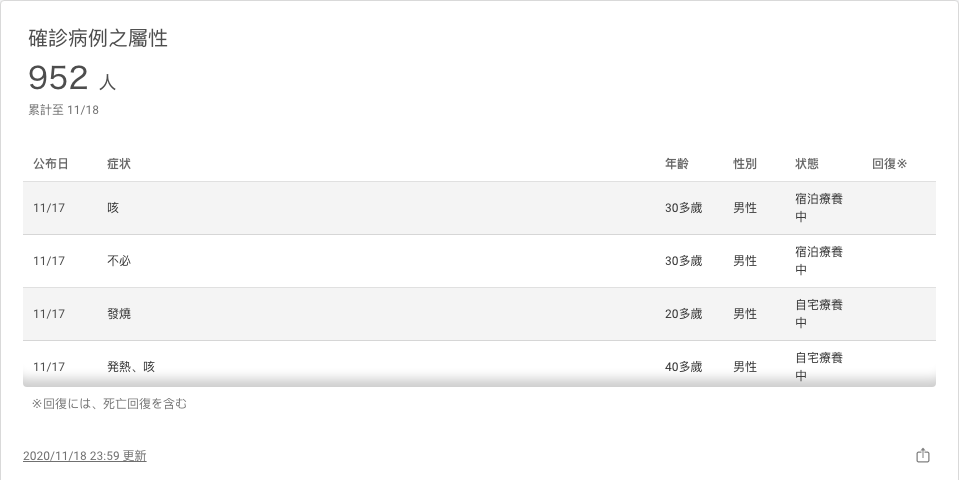 確診病例之屬性
952 人
累計至 11/18
公布日 症状 年齢 性別 状態 回復※
11/17 咳 30多歲 男性 宿泊療養
中
11/17 不必 30多歲 男性 宿泊療養
中
11/17 發燒 20多歲 男性 自宅療養
中
11/17 発熱、咳 40多歲 男性 自宅療養
中
※回復には、死亡回復を含む
2020/11/18 23:59 更新